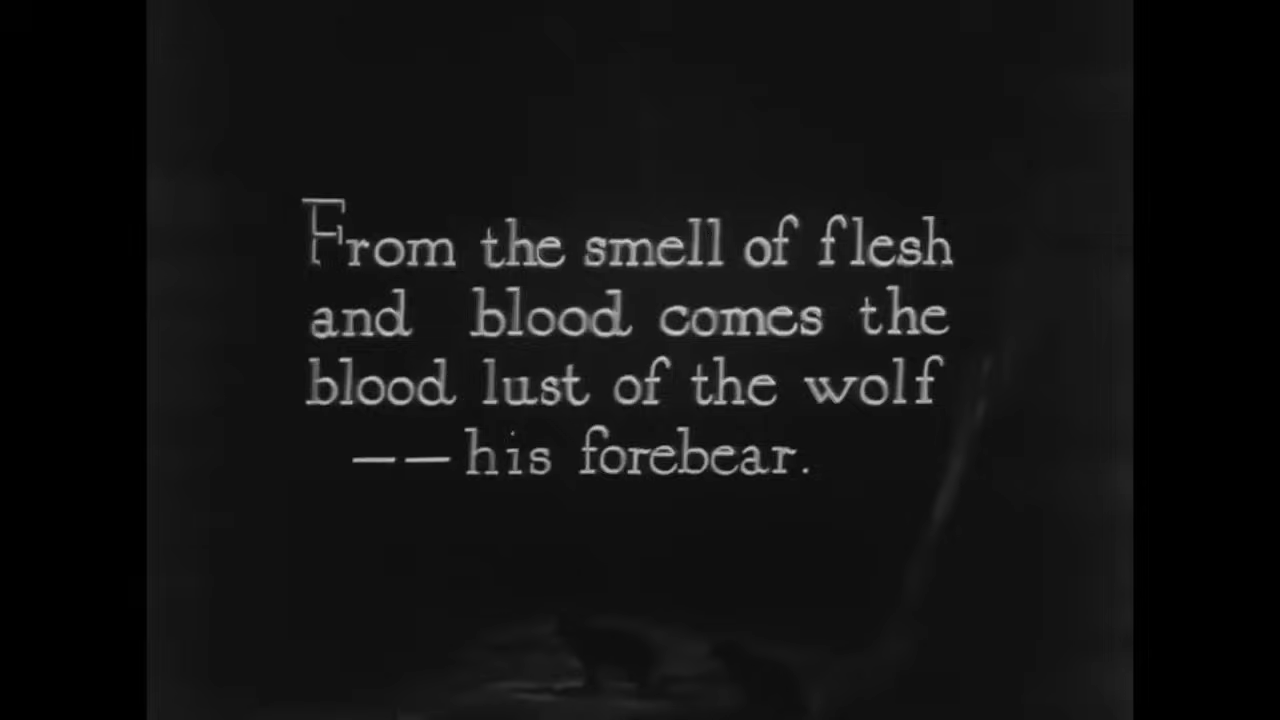 From the smell of flesh
and blood comes the
blood lust of the wolf
-- his forebear.